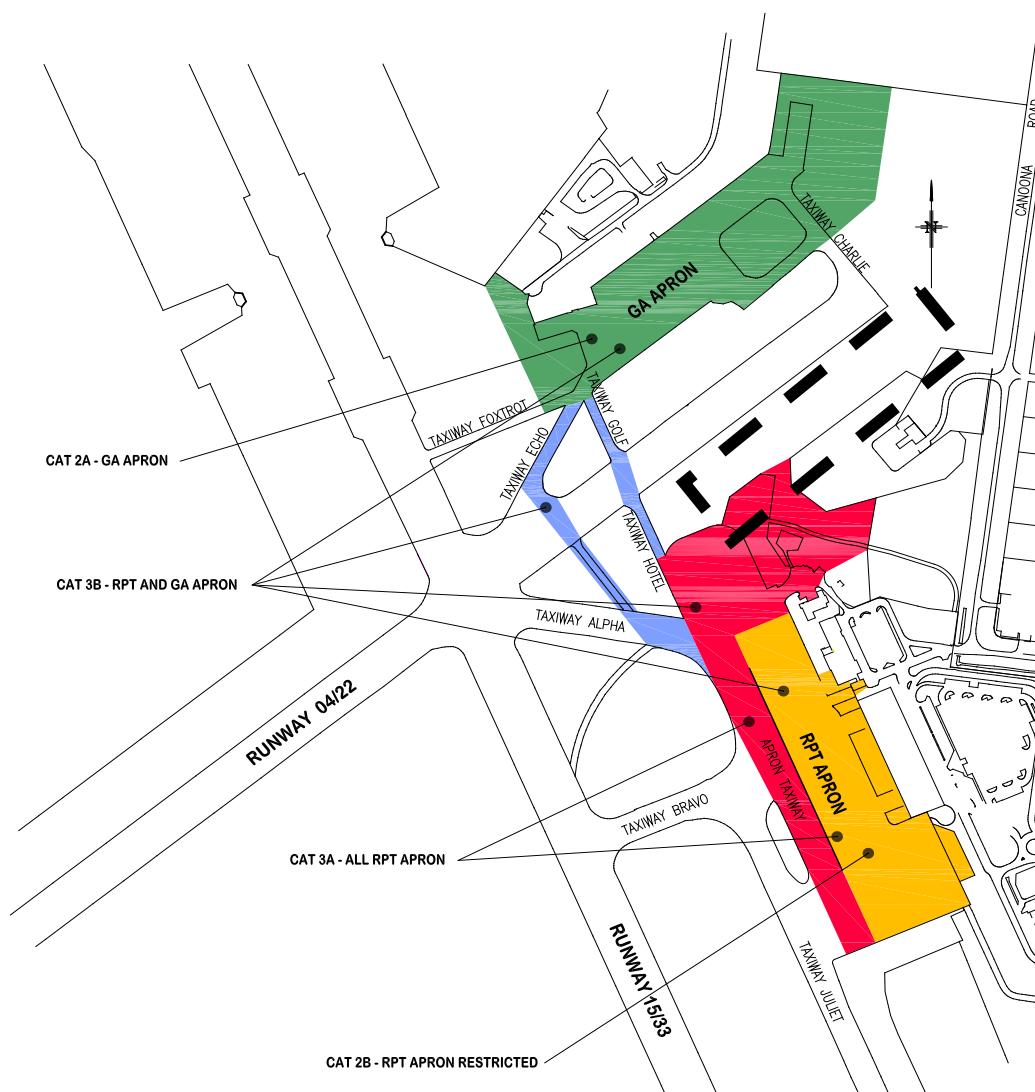 CANOONA ROAD
TAXIWAY CHARLIE
N
GA APRON
TAXIWAY GOLF
TAXIWAY FOXTROT
TAXIWAY ECHO
CAT 2A - GA APRON
TAXIWAY HOTEL
CAT 3B - RPT AND GA APRON
TAXIWAY ALPHA
RUNWAY 04/22
RPT APRON
APRON TAXIWAY
TAXIWAY BRAVO
CAT 3A - ALL RPT APRON
RUNWAY 15/33
TAXIWAY JULIET
CAT 2B - RPT APRON RESTRICTED